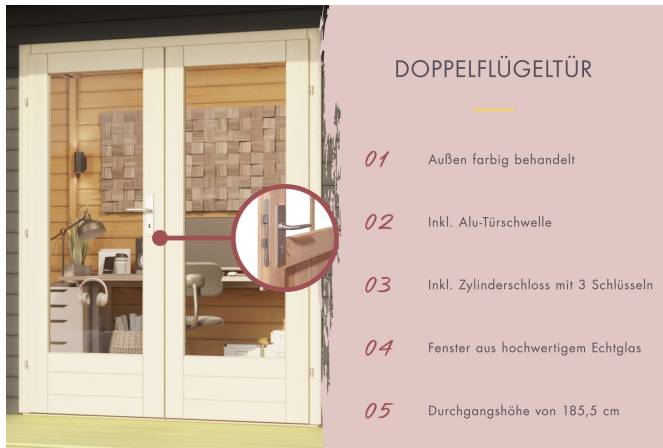 DOPPELFLÜGELTÜR
01 Außen farbig behandelt
02 Inkl. Alu-Türschwelle
03 Inkl. Zylinderschloss mit 3 Schlüsseln
04 Fenster aus hochwertigem Echtglas
05 Durchgangshöhe von 185,5 cm